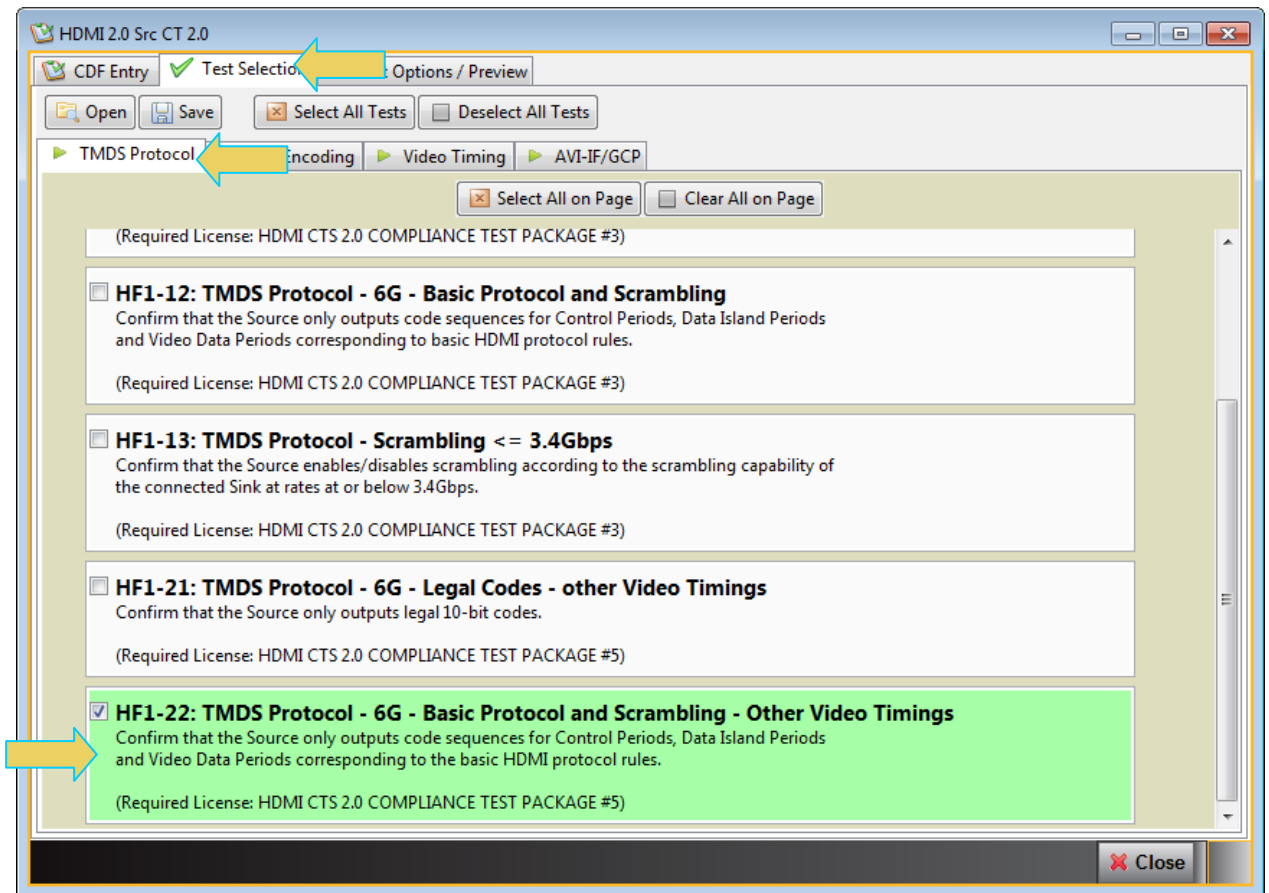 HDMI 2.0 Src CT 2.0
CDF Entry Test Selection Options / Preview
Open Save Select All Tests Deselect All Tests
TMDS Protocol Encoding Video Timing AVI-IF/GCP
Select All on Page Clear All on Page
(Required License: HDMI CTS 2.0 COMPLIANCE TEST PACKAGE #3)
HF1-12: TMDS Protocol - 6G - Basic Protocol and Scrambling
Confirm that the Source only outputs code sequences for Control Periods, Data Island Periods
and Video Data Periods corresponding to basic HDMI protocol rules.
(Required License: HDMI CTS 2.0 COMPLIANCE TEST PACKAGE #3)
HF1-13: TMDS Protocol - Scrambling <= 3.4Gbps
Confirm that the Source enables/disables scrambling according to the scrambling capability of
the connected Sink at rates at or below 3.4Gbps.
(Required License: HDMI CTS 2.0 COMPLIANCE TEST PACKAGE #3)
HF1-21: TMDS Protocol - 6G - Legal Codes - other Video Timings
Confirm that the Source only outputs legal 10-bit codes.
(Required License: HDMI CTS 2.0 COMPLIANCE TEST PACKAGE #5)
HF1-22: TMDS Protocol - 6G - Basic Protocol and Scrambling - Other Video Timings
Confirm that the Source only outputs code sequences for Control Periods, Data Island Periods
and Video Data Periods corresponding to the basic HDMI protocol rules.
(Required License: HDMI CTS 2.0 COMPLIANCE TEST PACKAGE #5)
Close